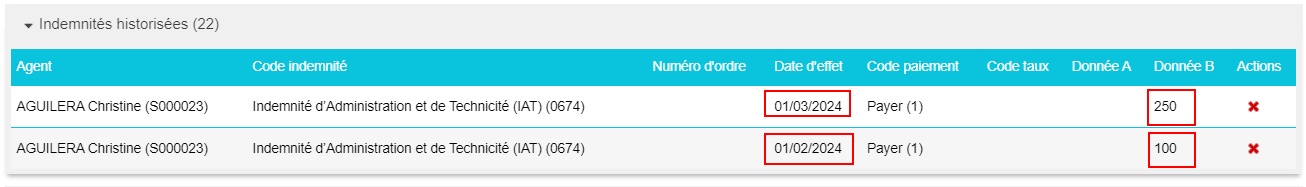 Indemnités historisées (22)
Agent Code indemnité Numéro d'ordre Date d'effet Code paiement Code taux Donnée A Donnée B Actions
AGUILERA Christine (S000023) Indemnité d'Administration et de Technicité (IAT) (0674) 01/03/2024 Payer (1) 250
AGUILERA Christine (S000023) Indemnité d'Administration et de Technicité (IAT) (0674) 01/02/2024 Payer (1) 100